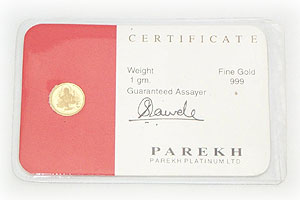 CERTIFICATE
Weight Fine Gold
1 gm. 999
Guaranteed Assayer
PAREKH
PAREKH PLATINUM LTD